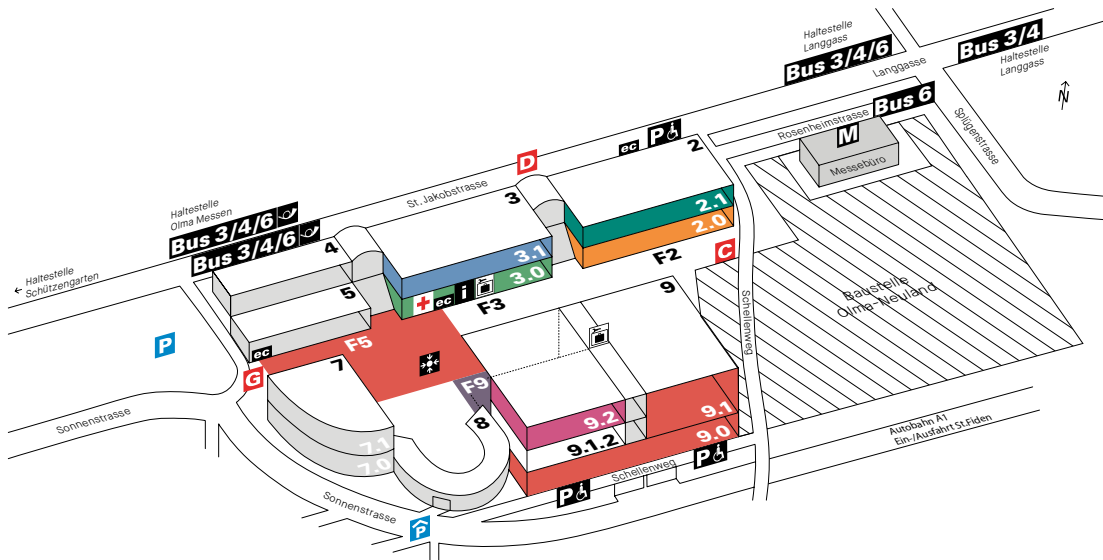 Haltestelle
Langgass
Bus 3/4/6
Bus 3/4
Haltestelle
Langgass
Langgasse
N
Bus 6
Rosenheimstrasse
Splügenstrasse
M
Messebüro
ec
P
2
D
St. Jakobstrasse
2.1
2.0
F2
C
Haltestelle
Olma Messen
Bus 3/4/6
Bus 3/4/6
3
3.1
3.0
ec
i
F3
4
5
Haltestelle
Schützengarten
P
ec
F5
G
7
7.1
7.0
F9
8
9
9.2
9.1.2
9.1
9.0
Schellenweg
Baustelle
Olma-Neuland
Autobahn A1
Ein-/Ausfahrt St.Fiden
P
Schellenweg
P
Sonnenstrasse
Sonnenstrasse
P